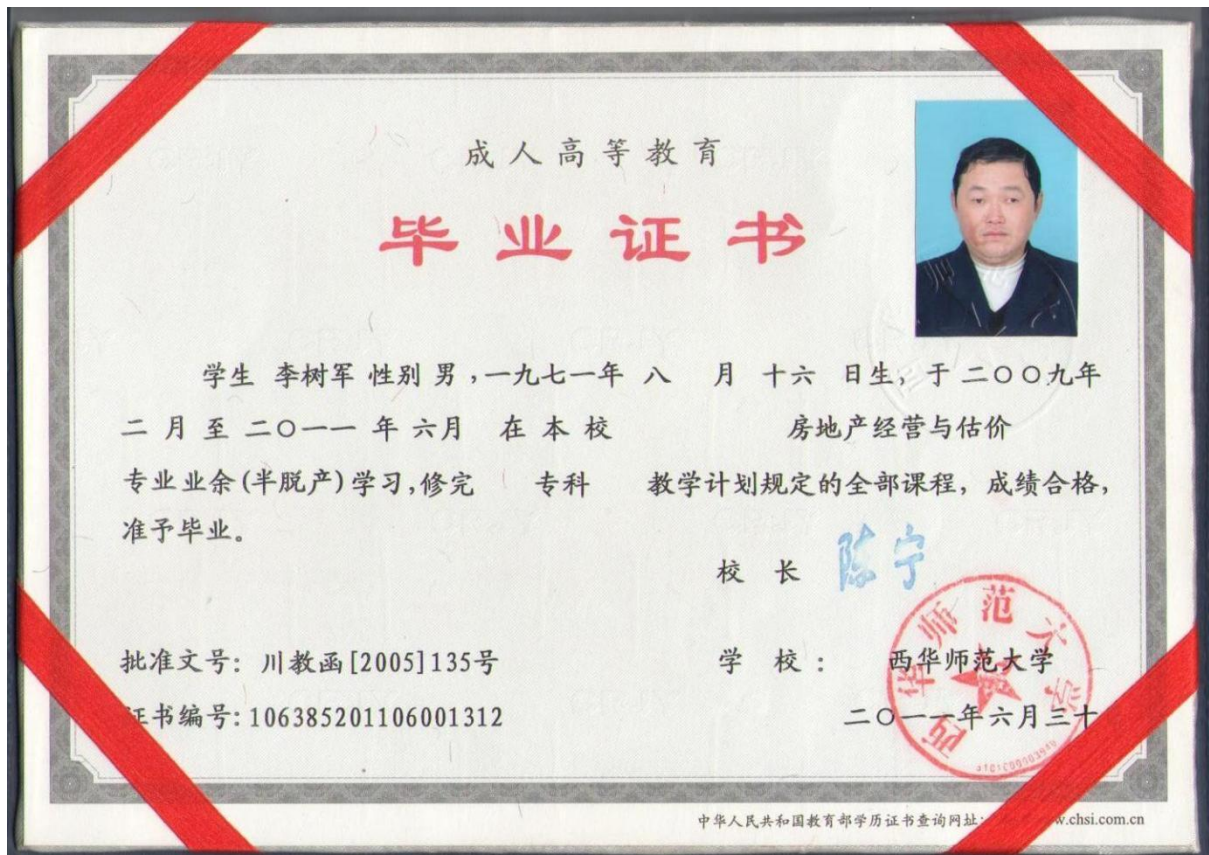 成人高等教育
毕业证书
学生 李树军 性别 男，一九七一年 八 月 十六 日生，于 二〇〇九年
二 月 至 二〇一一 年 六月 在 本 校 房地产经营与估价
专业业余(半脱产)学习，修完 专科 教学计划规定的全部课程，成绩合格，
准予毕业。
校 长 陈宁
批准文号：川教函[2005]135号
学 校： 西华师范大学
证书编号：106385201106001312
二〇一一年六月三十
西华师范大学
中华人民共和国教育部学历证书查询网址：w.chsi.com.cn